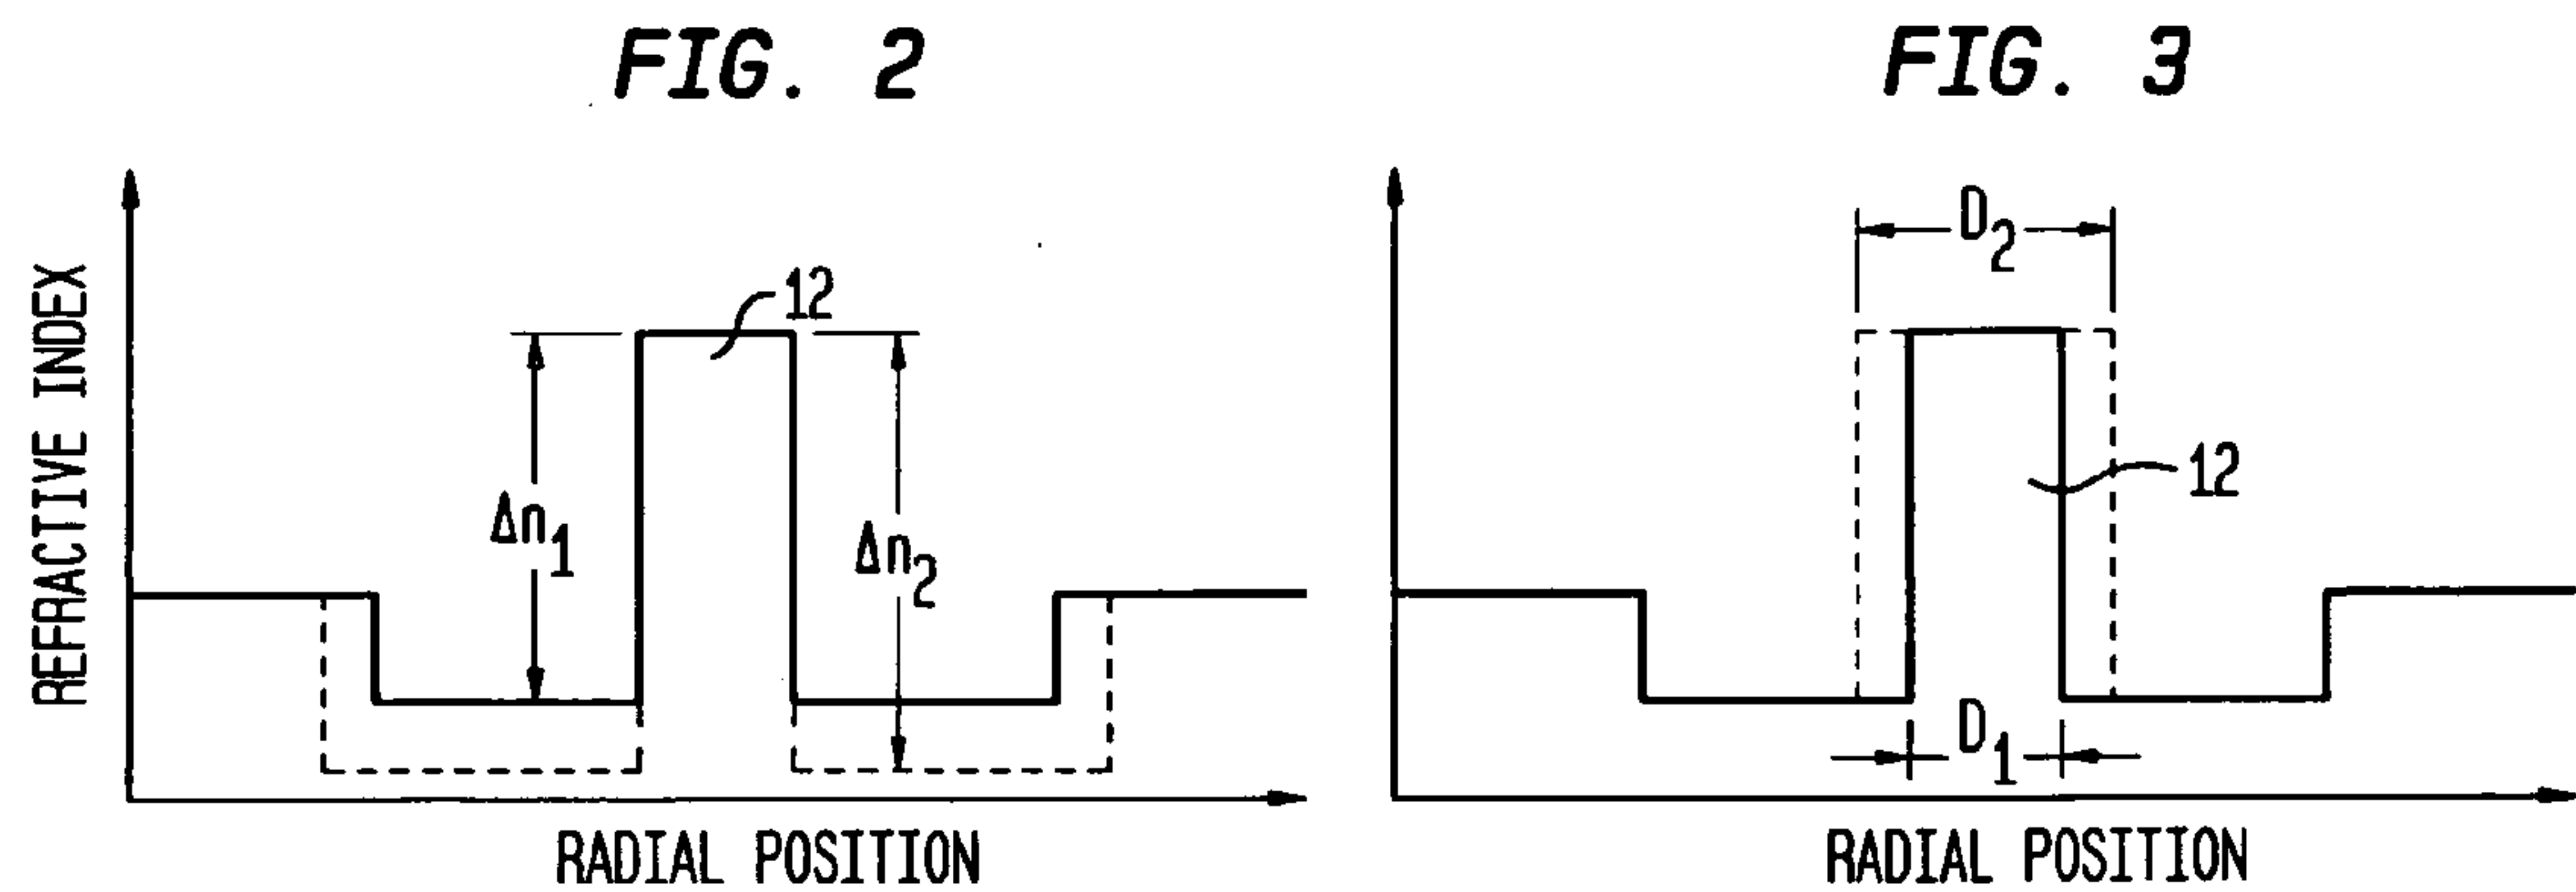 FIG. 2
REFRACTIVE INDEX
12
Δn1
Δn2
RADIAL POSITION
FIG. 3
D2
12
D1
RADIAL POSITION